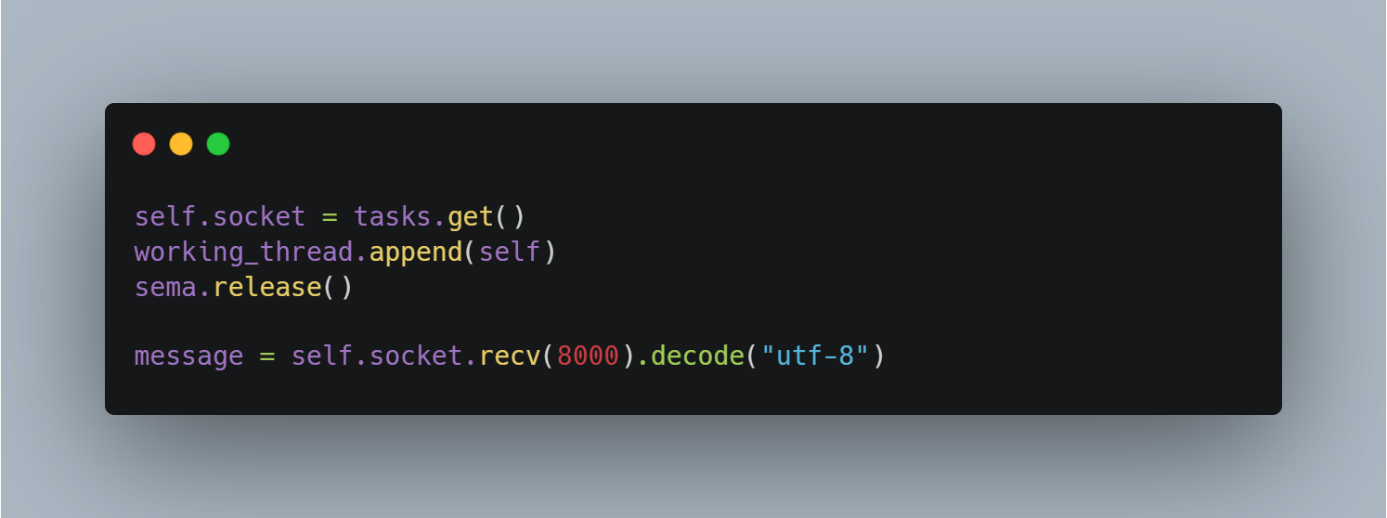 self.socket = tasks.get()
working_thread.append(self)
sema.release()
message = self.socket.recv(8000).decode("utf-8")